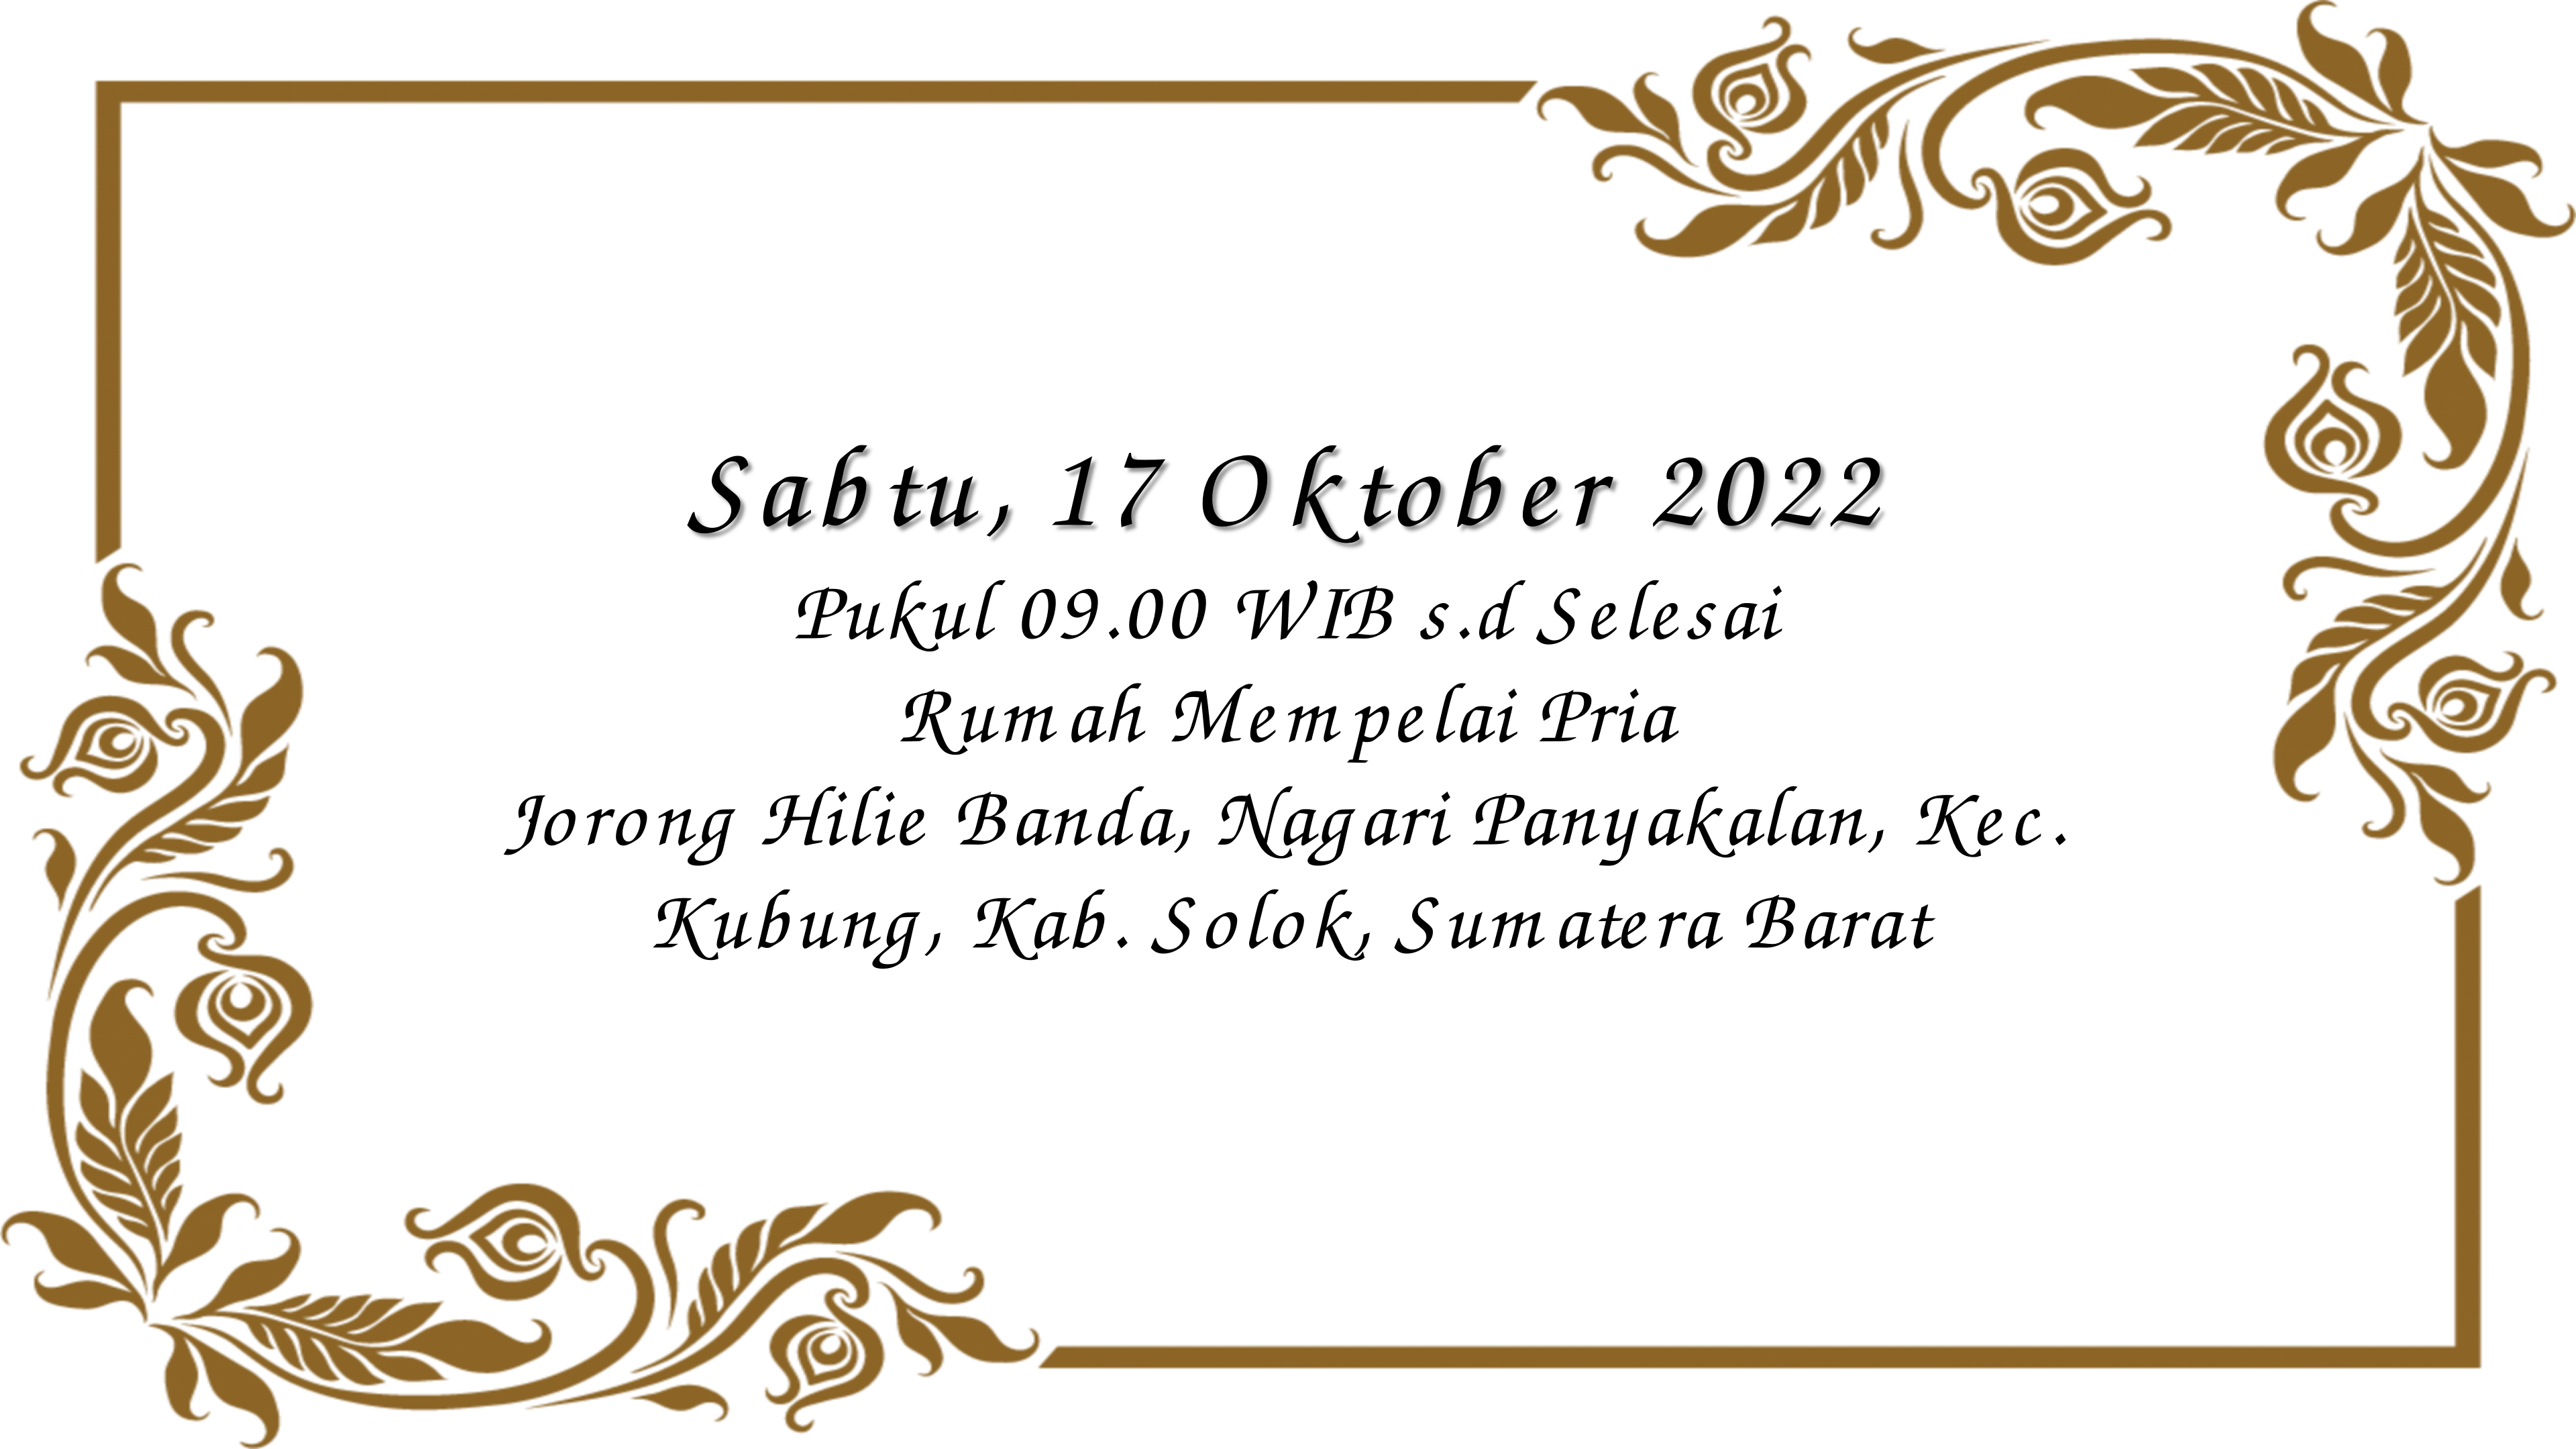 Sabtu, 17 Oktober 2022
Pukul 09.00 WIB s.d Selesai
Rumah Mempelai Pria
Jorong Hilie Banda, Nagari Panyakalan, Kec.
Kubung, Kab. Solok, Sumatera Barat